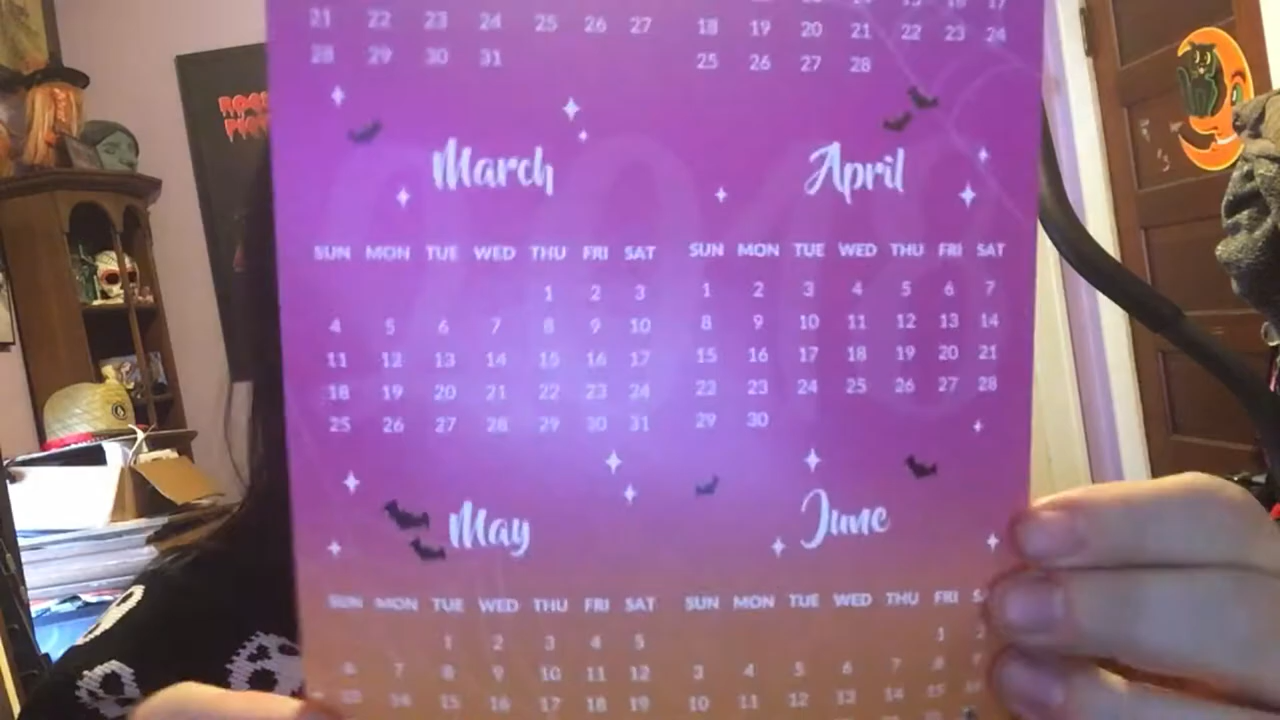 21 22 23 24 25 26 27
28 29 30 31
17
18 19 20 21 22 23 24
25 26 27 28
March
SUN MON TUE WED THU FRI SAT
1 2 3
4 5 6 7 8 9 10
11 12 13 14 15 16 17
18 19 20 21 22 23 24
25 26 27 28 29 30 31
April
SUN MON TUE WED THU FRI SAT
1 2 3 4 5 6 7
8 9 10 11 12 13 14
15 16 17 18 19 20 21
23 23 24 25 26 27 28
29 30
May
SUN MON TUE WED THU FRI SAT
1 2 3 4 5
6 7 8 9 10 11 12
15 16 17 18 19
June
SUN MON TUE WED THU FRI
1
3 4 5 6 7 8 9
10 11 12 13 14 15